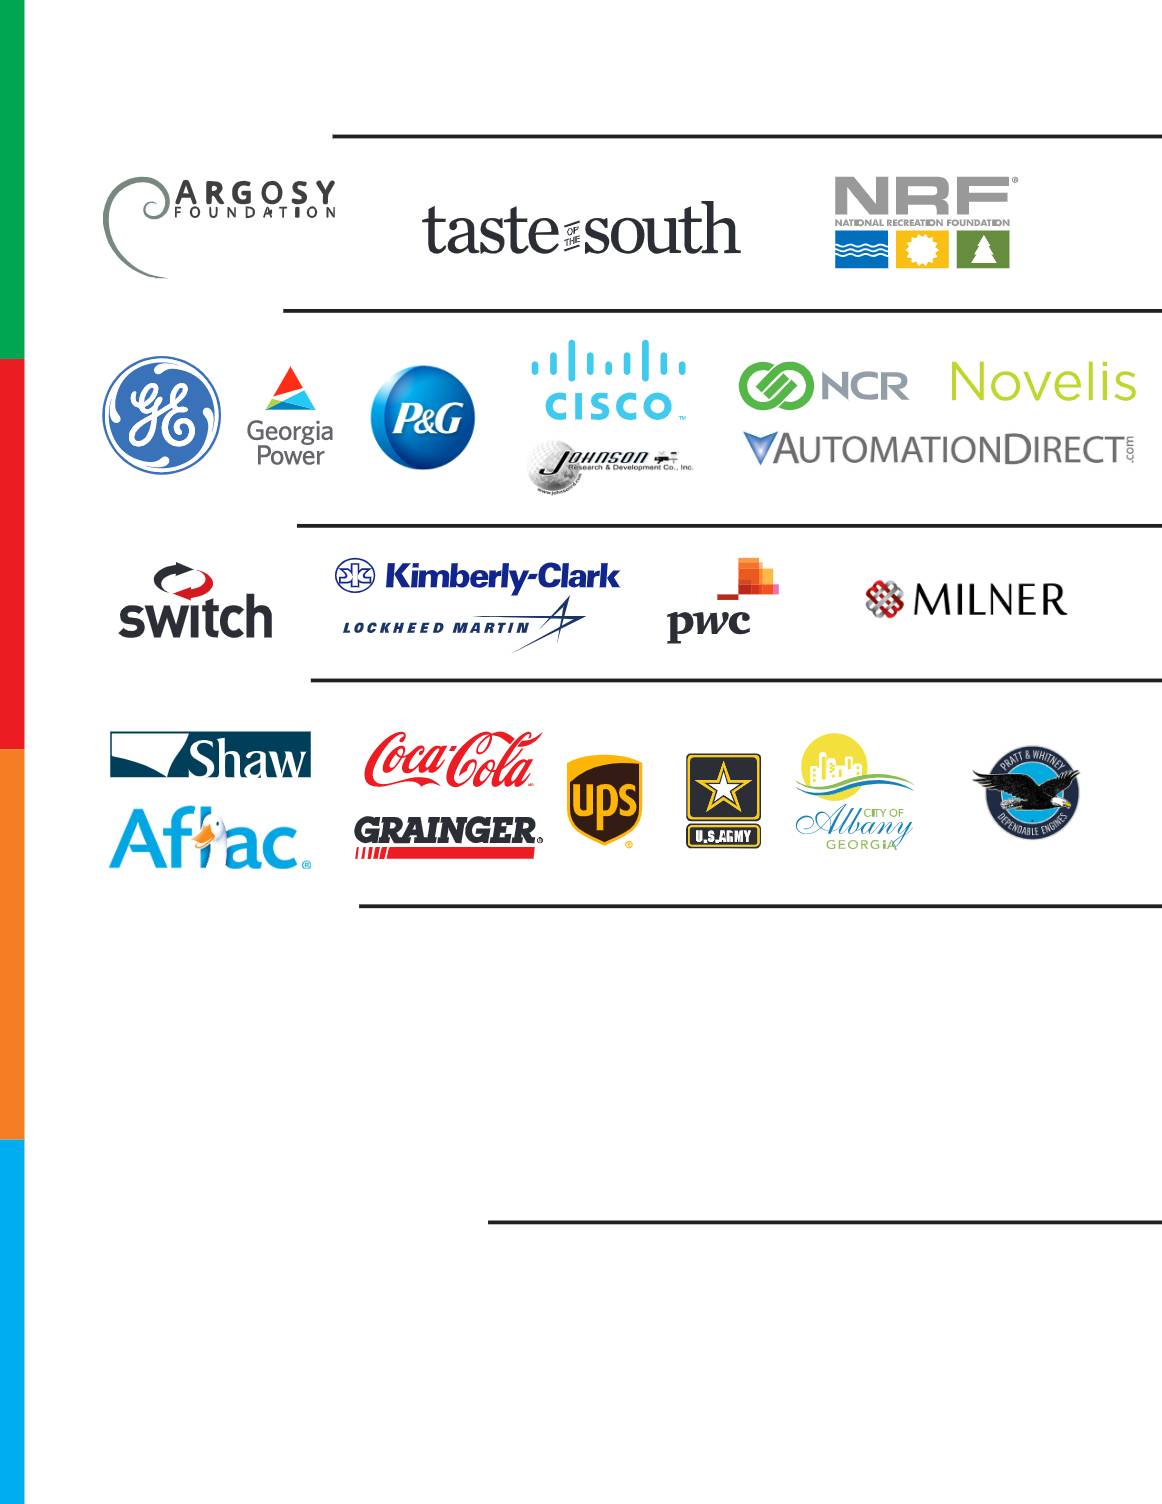 ARGOSY
FOUNDATION
taste OF THE south
NRF®
NATIONAL RECREATION FOUNDATION
GE
Georgia
Power
P&G
CISCO™
JOHNSON
Research & Development Co., Inc.
NCR
Novelis
AUTOMATIONDIRECT.com
switch
Kimberly-Clark
LOCKHEED MARTIN
pwc
MILNER
Shaw
Aflac®
Coca-Cola
GRAINGER®
ups®
U.S.ARMY
CITY OF
Albany
GEORGIA
PRATT & WHITNEY
DEPENDABLE ENGINES